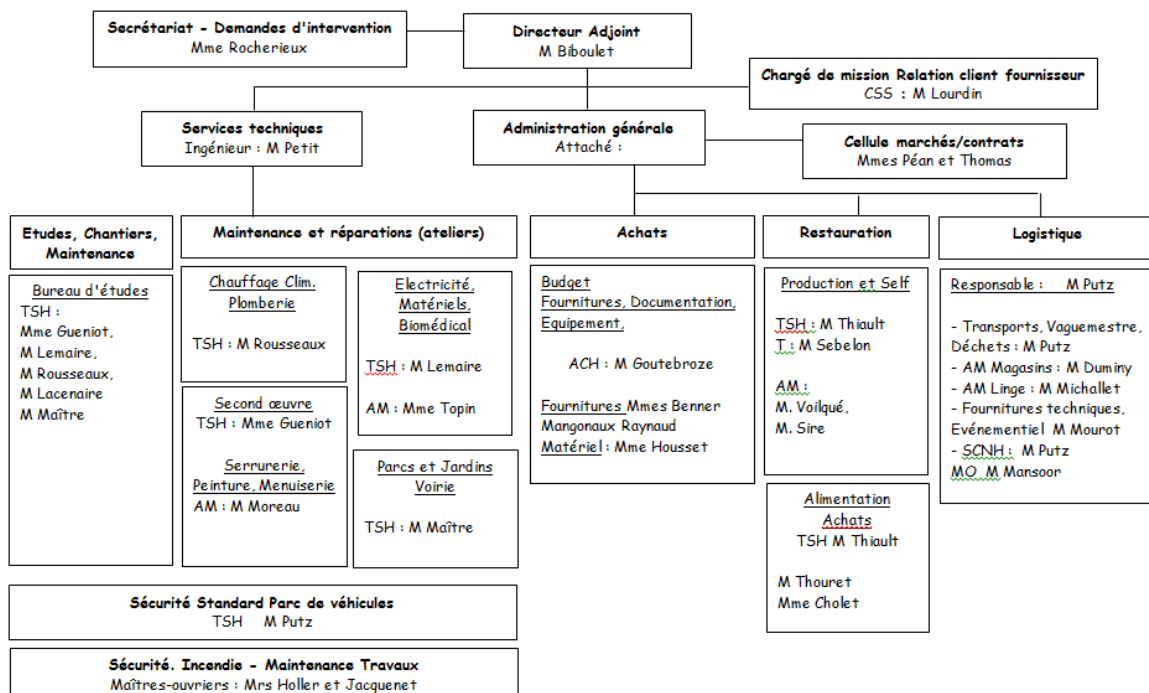 Secrétariat - Demandes d'intervention
Mme Rocherieux
Directeur Adjoint
M Biboulet
Chargé de mission Relation client fournisseur
CSS : M Lourdin
Services techniques
Ingénieur : M Petit
Administration générale
Attaché :
Cellule marchés/contrats
Mmes Péan et Thomas
Etudes, Chantiers,
Maintenance
Bureau d'études
TSH :
Mme Gueniot,
M Lemaire,
M Rousseaux,
M Lacenaire
M Maître
Maintenance et réparations (ateliers)
Chauffage Clim.
Plomberie
TSH : M Rousseaux
Electricité,
Matériels,
Biomédical
TSH : M Lemaire
AM : Mme Topin
Second œuvre
TSH : Mme Gueniot
Serrurerie,
Peinture, Menuiserie
AM : M Moreau
Parcs et Jardins
Voirie
TSH : M Maître
Achats
Budget
Fournitures, Documentation,
Equipement,
ACH : M Goutebroze
Fournitures Mmes Benner
Mangonaux Raynaud
Matériel : Mme Housset
Restauration
Production et Self
TSH : M Thiault
T : M Sebelon
AM :
M. Voilqué,
M. Sire
Alimentation
Achats
TSH M Thiault
M Thouret
Mme Cholet
Logistique
Responsable : M Putz
- Transports, Vaguemestre,
Déchets : M Putz
- AM Magasins : M Duminy
- AM Linge : M Michallet
- Fournitures techniques,
Evénementiel M Mourot
- SCNH : M Putz
MO M Mansoor
Sécurité Standard Parc de véhicules
TSH M Putz
Sécurité. Incendie - Maintenance Travaux
Maîtres-ouvriers : Mrs Holler et Jacquenet